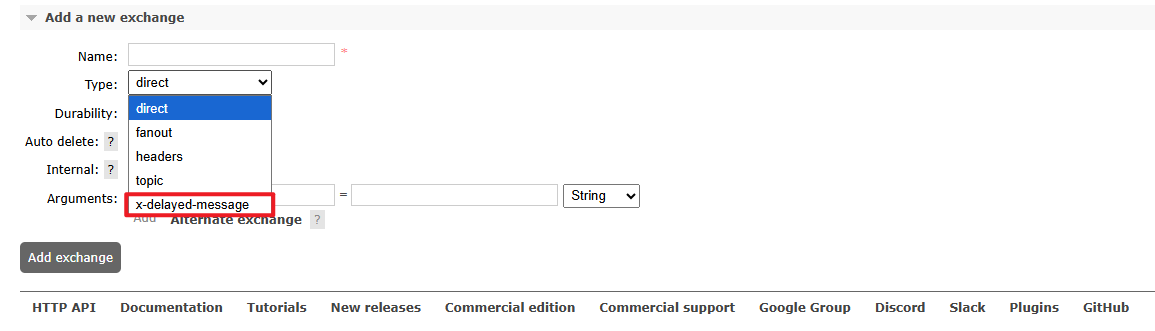 Add a new exchange
Name: *
Type: direct
direct
Durability:
fanout
Auto delete: ?
headers
Internal: ?
topic
Arguments: = String
x-delayed-message
Add Alternate exchange ?
Add exchange
HTTP API Documentation Tutorials New releases Commercial edition Commercial support Google Group Discord Slack Plugins GitHub